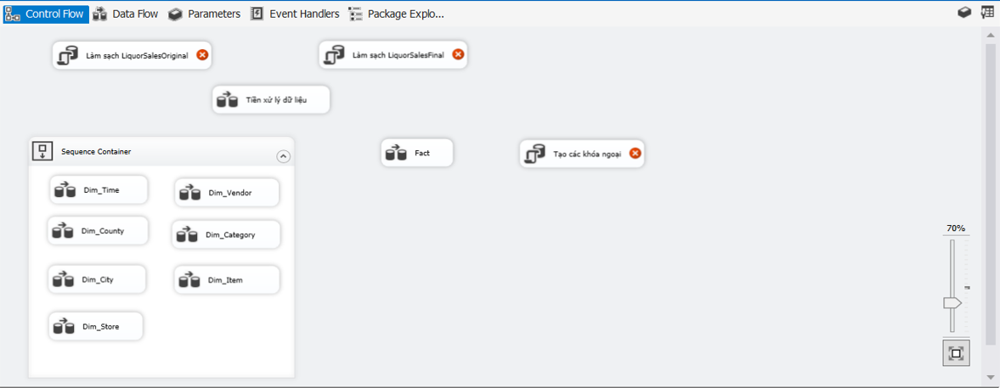 Control Flow Data Flow Parameters Event Handlers Package Explo...
Làm sạch LiquorSalesOriginal
Làm sạch LiquorSalesFinal
Tiền xử lý dữ liệu
Sequence Container
Fact
Tạo các khóa ngoại
Dim_Time
Dim_Vendor
Dim_County
Dim_Category
Dim_City
Dim_Item
Dim_Store
70%